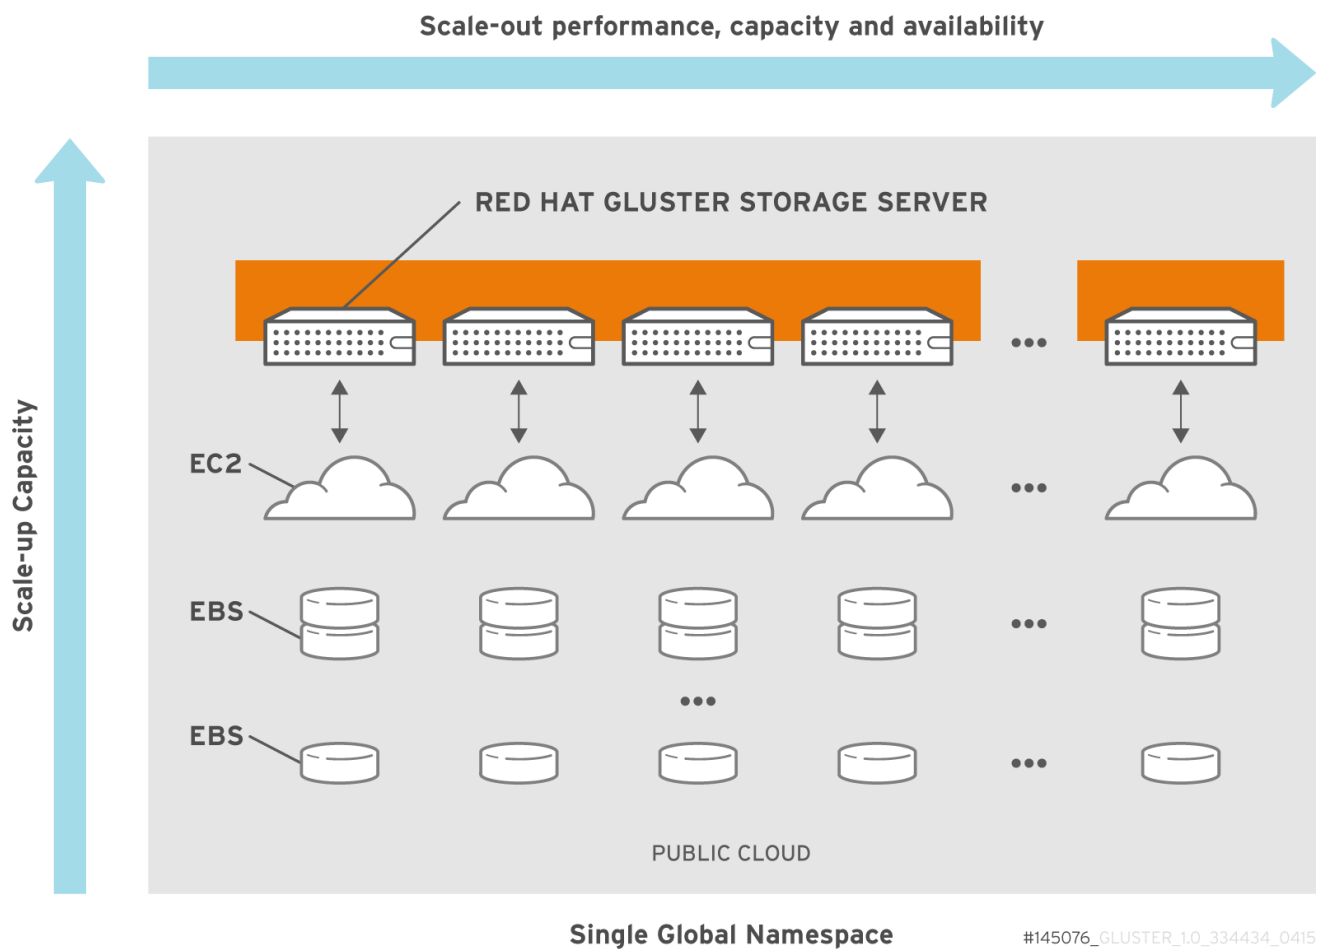 Scale-out performance, capacity and availability
RED HAT GLUSTER STORAGE SERVER
Scale-up Capacity
EC2
EBS
EBS
PUBLIC CLOUD
Single Global Namespace
#145076_GLUSTER_1.0_334434_0415